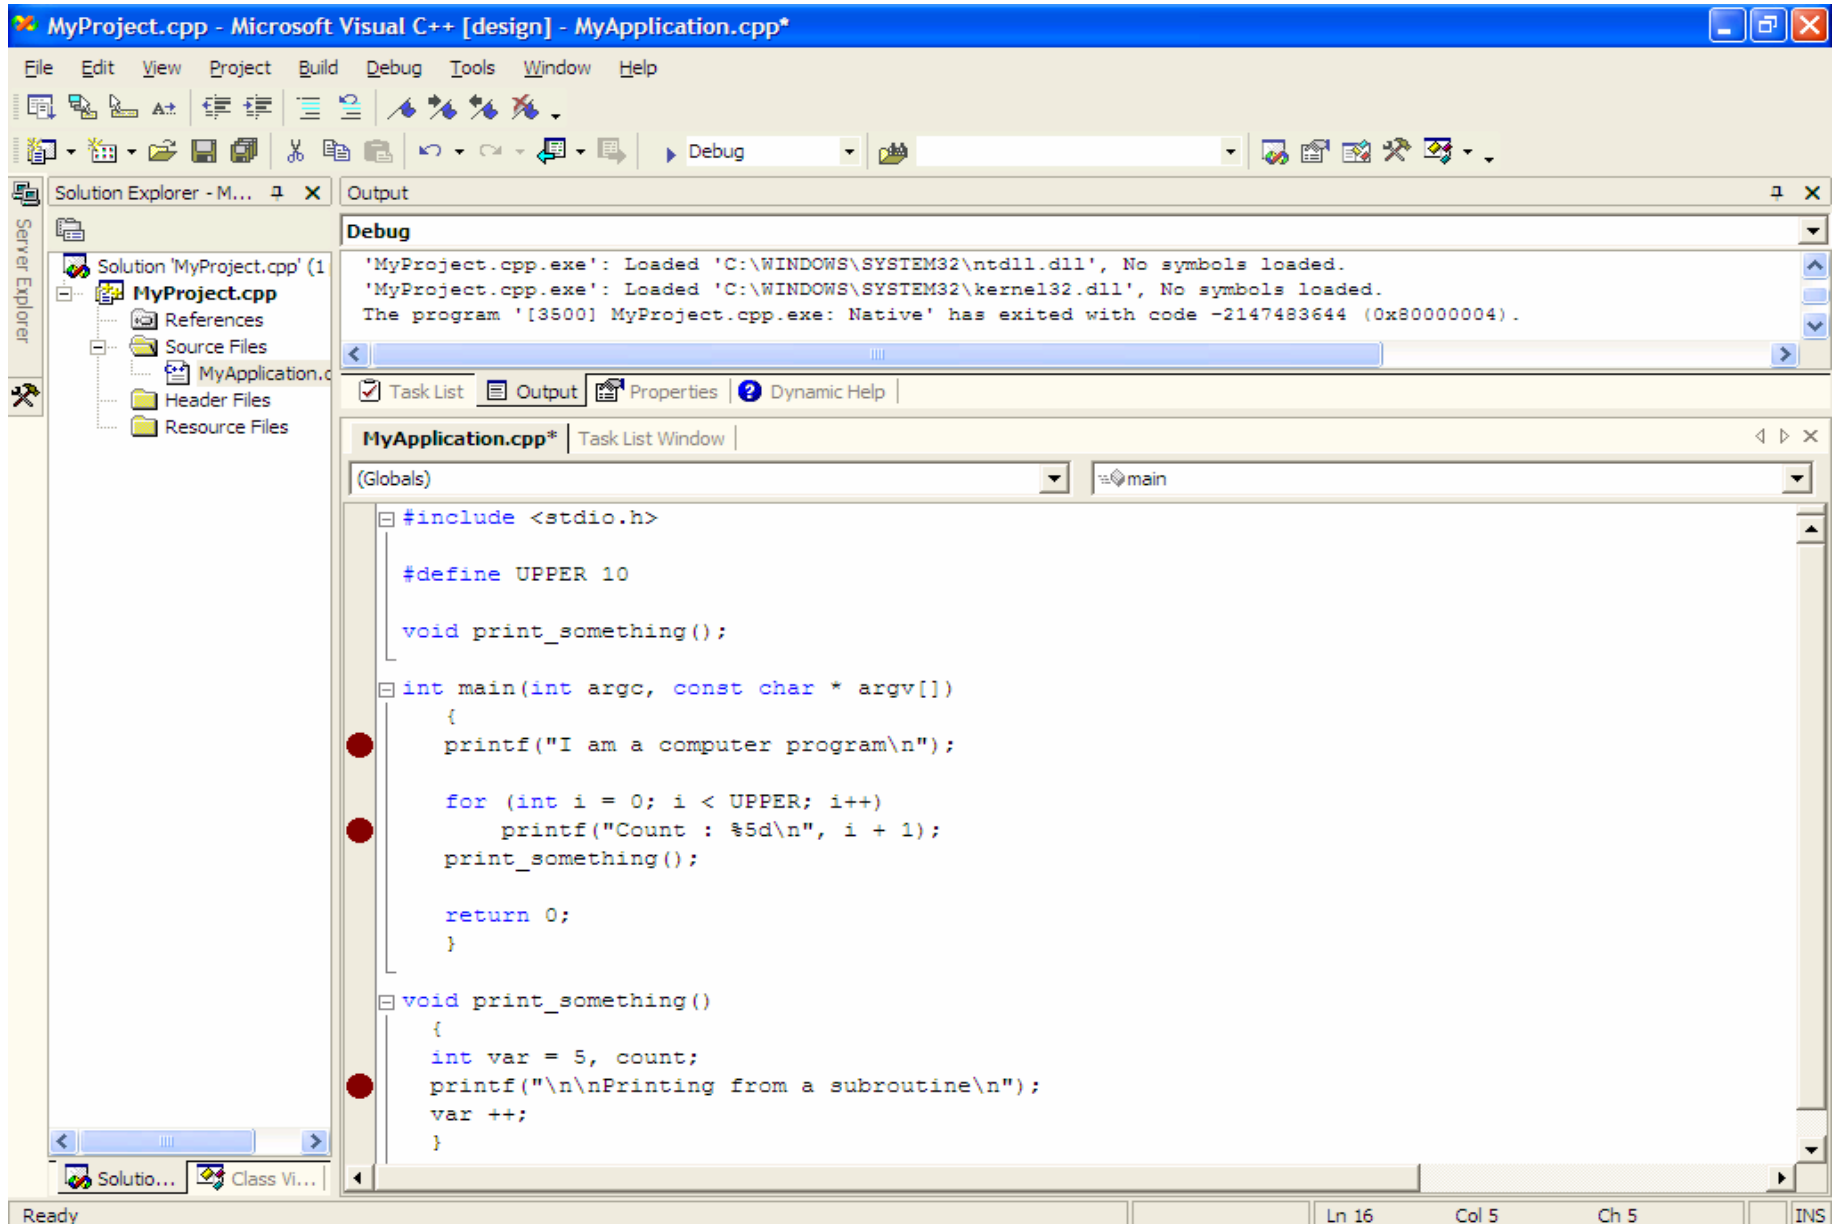 MyProject.cpp - Microsoft Visual C++ [design] - MyApplication.cpp*
File Edit View Project Build Debug Tools Window Help
Debug
Server Explorer
Solution Explorer - M...
Solution 'MyProject.cpp' (1
MyProject.cpp
References
Source Files
MyApplication.c
Header Files
Resource Files
Solutio... Class Vi...
Output
Debug
'MyProject.cpp.exe': Loaded 'C:\WINDOWS\SYSTEM32\ntdll.dll', No symbols loaded.
'MyProject.cpp.exe': Loaded 'C:\WINDOWS\SYSTEM32\kernel32.dll', No symbols loaded.
The program '[3500] MyProject.cpp.exe: Native' has exited with code -2147483644 (0x80000004).
Task List Output Properties Dynamic Help
MyApplication.cpp* Task List Window
(Globals) main
#include <stdio.h>
#define UPPER 10
void print_something();
int main(int argc, const char * argv[])
{
printf("I am a computer program\n");
for (int i = 0; i < UPPER; i++)
printf("Count : %5d\n", i + 1);
print_something();
return 0;
}
void print_something()
{
int var = 5, count;
printf("\n\nPrinting from a subroutine\n");
var ++;
}
Ready Ln 16 Col 5 Ch 5 INS